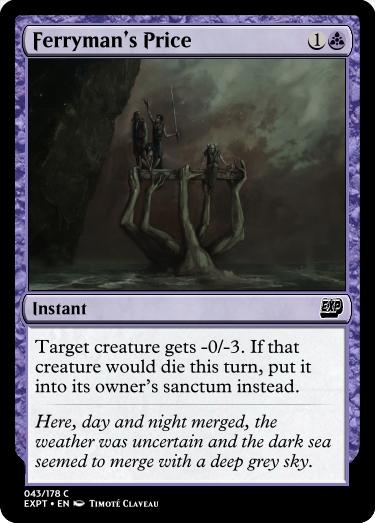 Ferryman's Price 1
Instant EXP
Target creature gets -0/-3. If that
creature would die this turn, put it
into its owner's sanctum instead.
Here, day and night merged, the
weather was uncertain and the dark sea
seemed to merge with a deep grey sky.
043/178 C
EXPT • EN Timoté Claveau